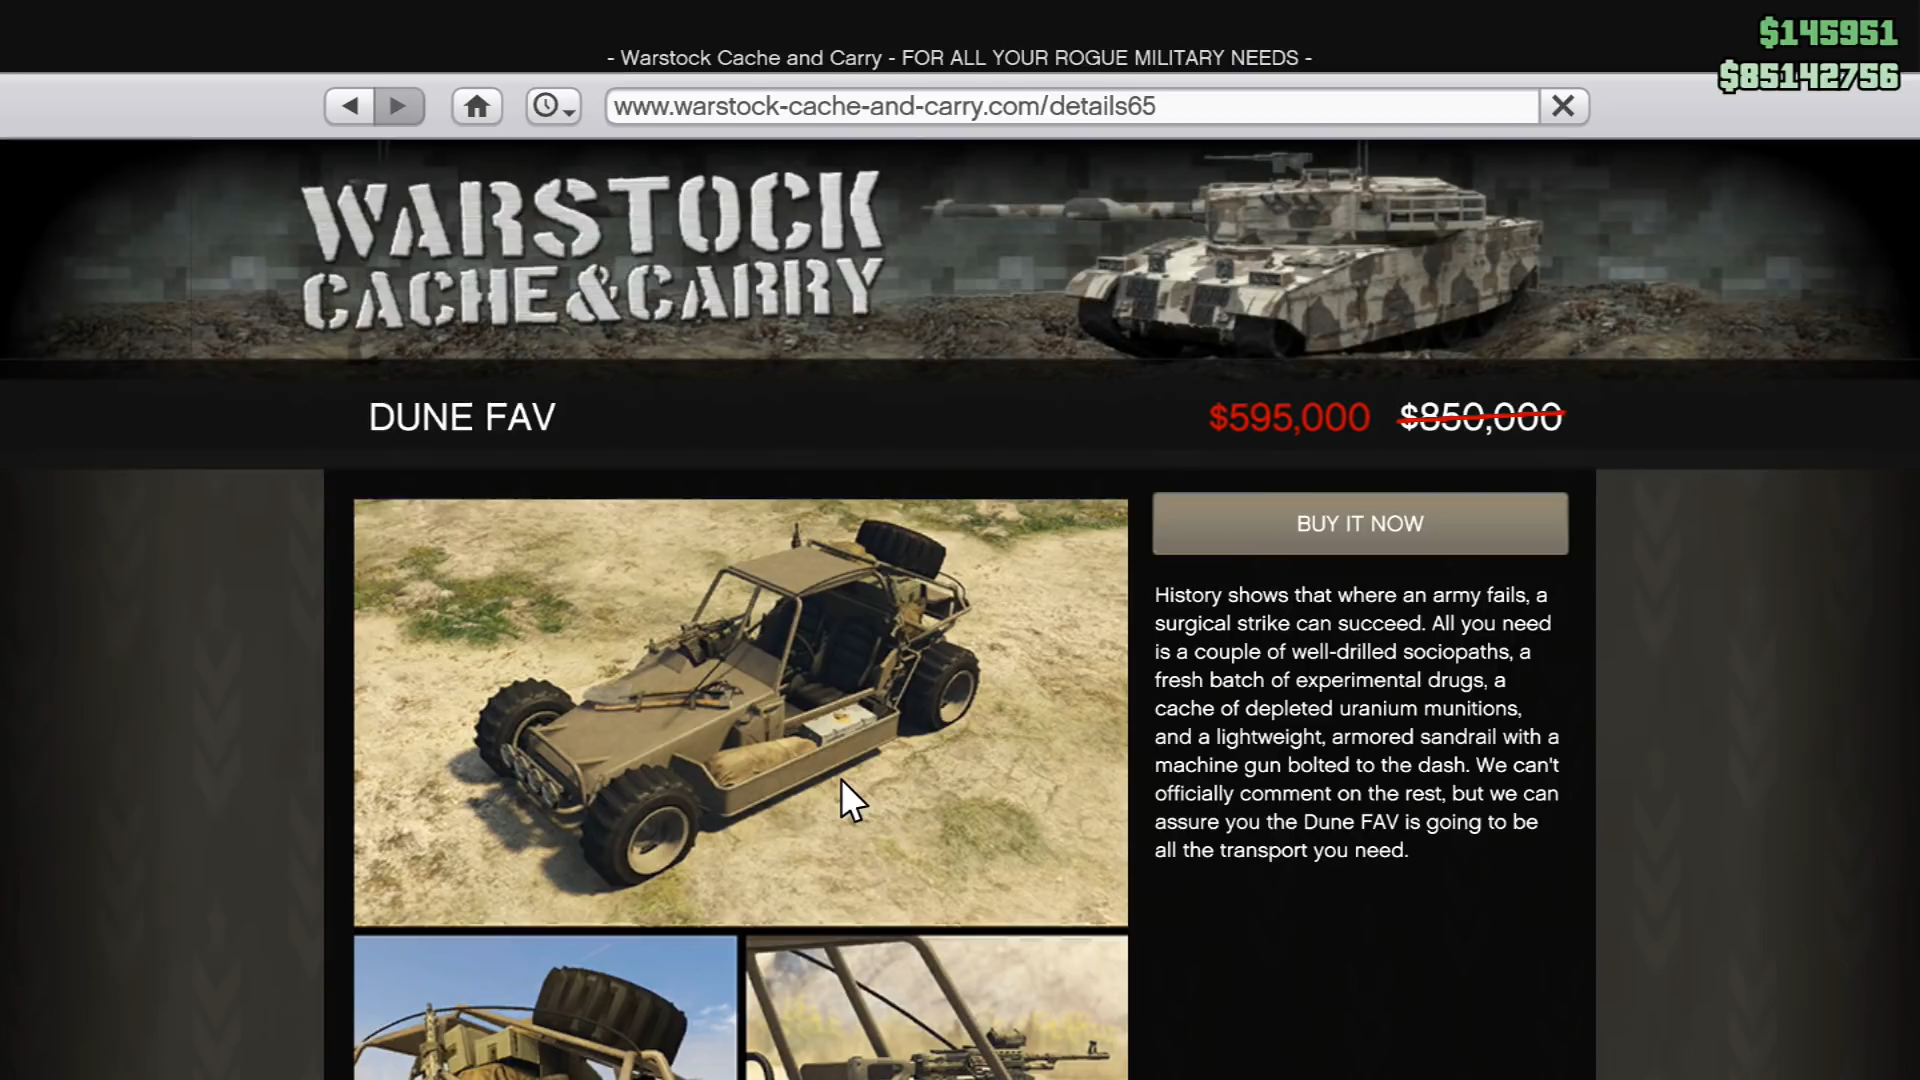 $145951
- Warstock Cache and Carry - FOR ALL YOUR ROGUE MILITARY NEEDS -
$85142756
www.warstock-cache-and-carry.com/details65
WARSTOCK
CACHE & CARRY
DUNE FAV
$595,000 $850,000
BUY IT NOW
History shows that where an army fails, a
surgical strike can succeed. All you need
is a couple of well-drilled sociopaths, a
fresh batch of experimental drugs, a
cache of depleted uranium munitions,
and a lightweight, armored sandrail with a
machine gun bolted to the dash. We can't
officially comment on the rest, but we can
assure you the Dune FAV is going to be
all the transport you need.